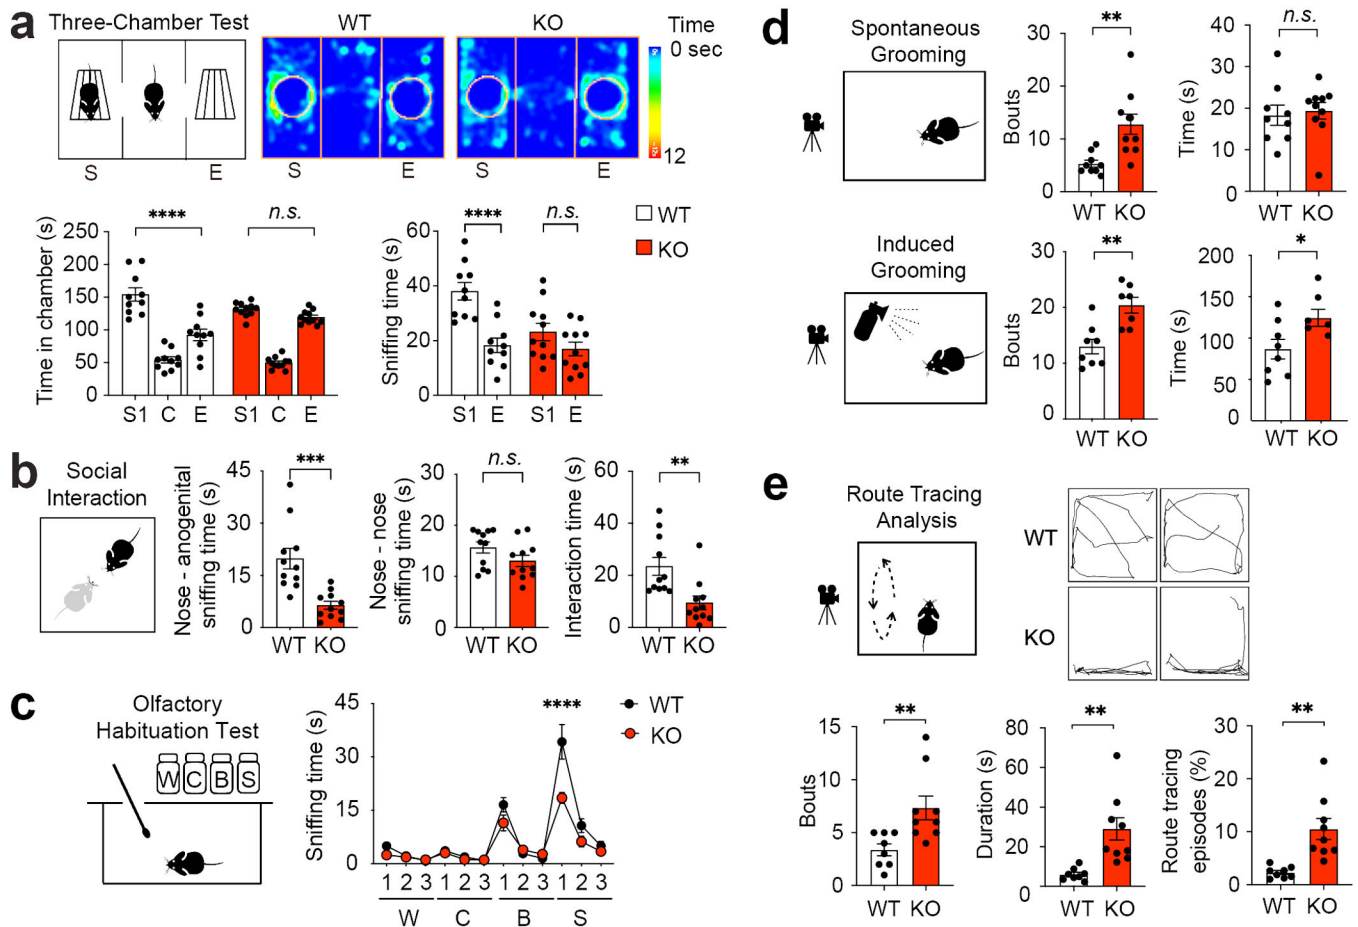 a
Three-Chamber Test
WT
KO
Time
0 sec
12
S
E
S
E
S
E
Time in chamber (s)
250
200
150
100
50
0
****
n.s.
S1 C E S1 C E
Sniffing time (s)
60
40
20
0
****
n.s.
S1 E S1 E
WT
KO
b
Social
Interaction
Nose - anogenital
sniffing time (s)
45
30
15
0
***
WT KO
Nose - nose
sniffing time (s)
30
20
10
0
n.s.
WT KO
Interaction time (s)
60
40
20
0
**
WT KO
c
Olfactory
Habituation Test
W C B S
Sniffing time (s)
45
30
15
0
****
WT
KO
1 2 3 1 2 3 1 2 3 1 2 3
W C B S
d
Spontaneous
Grooming
Bouts
30
20
10
0
**
WT KO
Time (s)
40
30
20
10
0
n.s.
WT KO
Induced
Grooming
Bouts
30
20
10
0
**
WT KO
Time (s)
200
150
100
50
0
*
WT KO
e
Route Tracing
Analysis
WT
KO
Bouts
15
10
5
0
**
WT KO
Duration (s)
80
60
40
20
0
**
WT KO
Route tracing
episodes (%)
30
20
10
0
**
WT KO